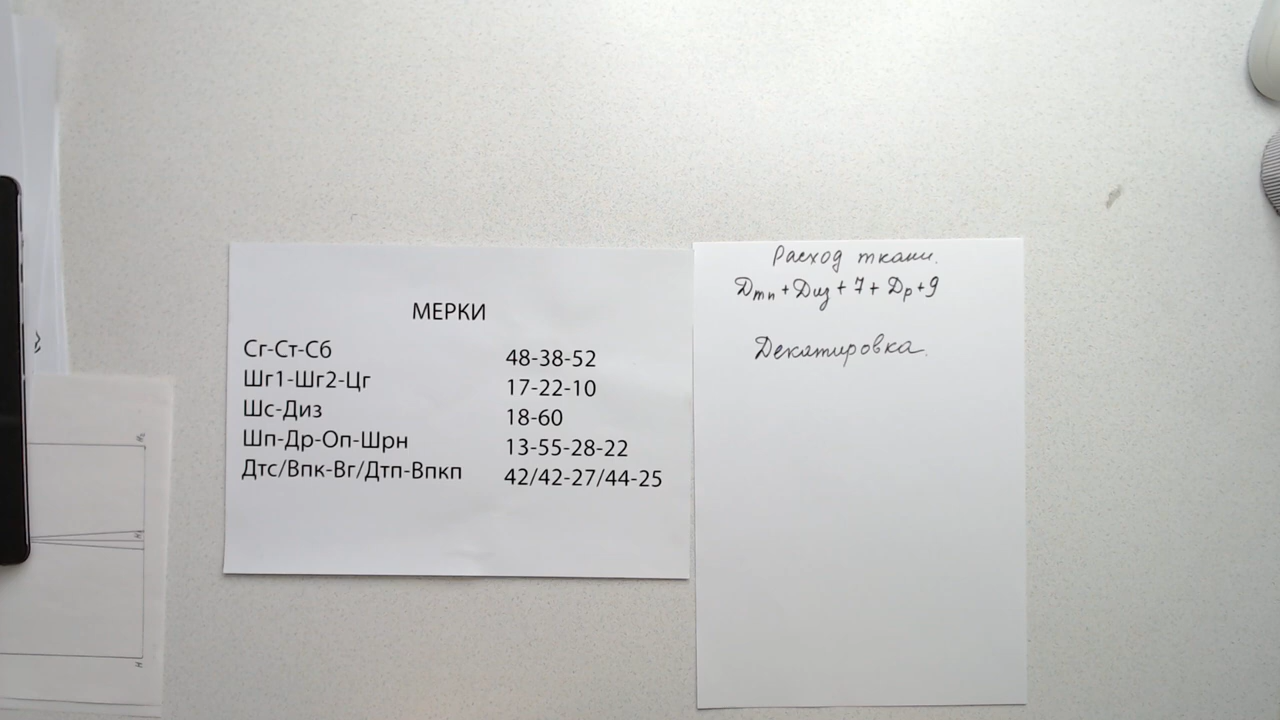 МЕРКИ
Сг-Ст-Сб 48-38-52
Шг1-Шг2-Цг 17-22-10
Шс-Диз 18-60
Шп-Др-Оп-Шрн 13-55-28-22
Дтс/Впк-Вг/Дтп-Впкп 42/42-27/44-25
Расход ткани.
Дтп+Диз+7+Др+9
Декатировка.